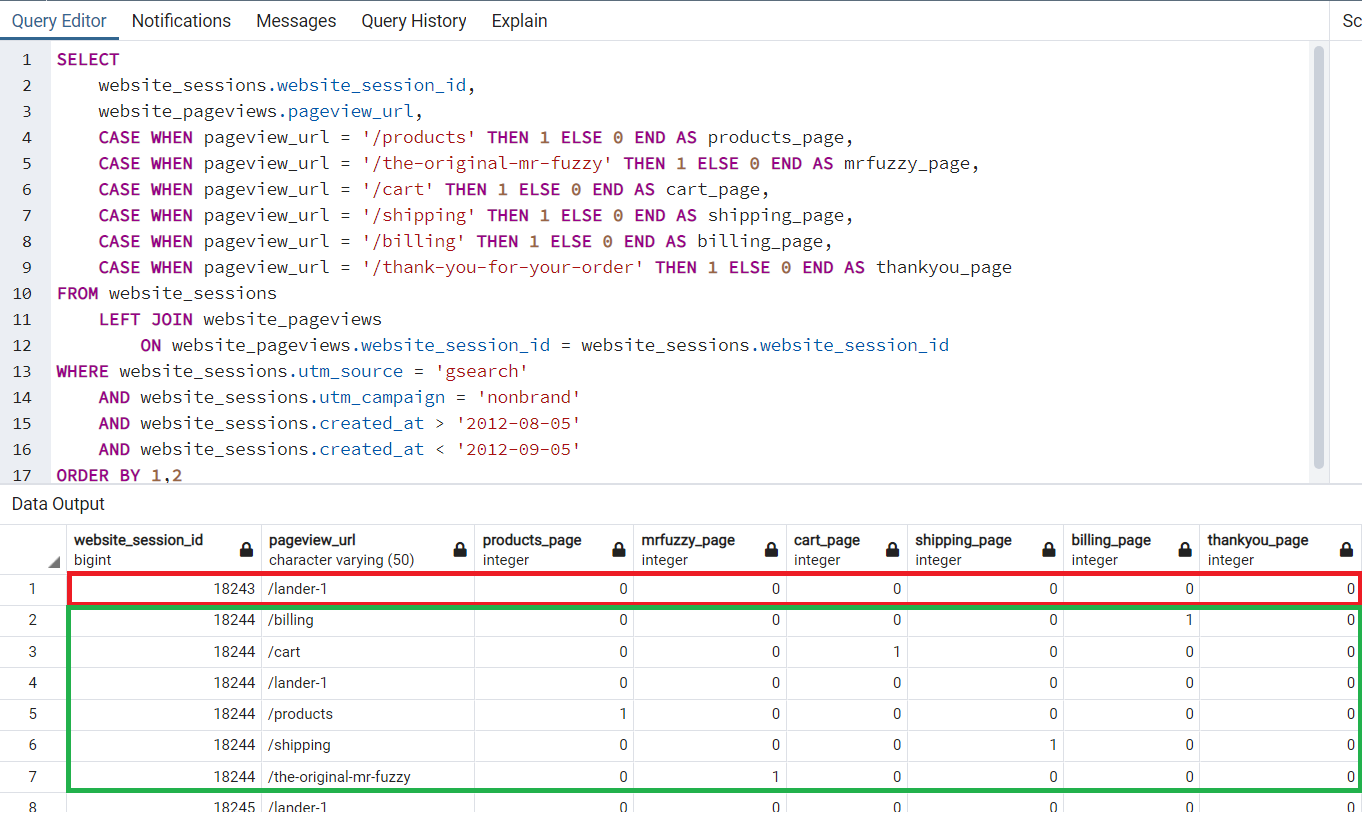 Query Editor Notifications Messages Query History Explain Sc
1 SELECT
2 website_sessions.website_session_id,
3 website_pageviews.pageview_url,
4 CASE WHEN pageview_url = '/products' THEN 1 ELSE 0 END AS products_page,
5 CASE WHEN pageview_url = '/the-original-mr-fuzzy' THEN 1 ELSE 0 END AS mrfuzzy_page,
6 CASE WHEN pageview_url = '/cart' THEN 1 ELSE 0 END AS cart_page,
7 CASE WHEN pageview_url = '/shipping' THEN 1 ELSE 0 END AS shipping_page,
8 CASE WHEN pageview_url = '/billing' THEN 1 ELSE 0 END AS billing_page,
9 CASE WHEN pageview_url = '/thank-you-for-your-order' THEN 1 ELSE 0 END AS thankyou_page
10 FROM website_sessions
11 LEFT JOIN website_pageviews
12 ON website_pageviews.website_session_id = website_sessions.website_session_id
13 WHERE website_sessions.utm_source = 'gsearch'
14 AND website_sessions.utm_campaign = 'nonbrand'
15 AND website_sessions.created_at > '2012-08-05'
16 AND website_sessions.created_at < '2012-09-05'
17 ORDER BY 1,2
Data Output
website_session_id pageview_url products_page mrfuzzy_page cart_page shipping_page billing_page thankyou_page
bigint character varying (50) integer integer integer integer integer integer
1 18243 /lander-1 0 0 0 0 0 0
2 18244 /billing 0 0 0 0 1 0
3 18244 /cart 0 0 1 0 0 0
4 18244 /lander-1 0 0 0 0 0 0
5 18244 /products 1 0 0 0 0 0
6 18244 /shipping 0 0 0 1 0 0
7 18244 /the-original-mr-fuzzy 0 1 0 0 0 0
8 18245 /lander-1 0 0 0 0 0 0